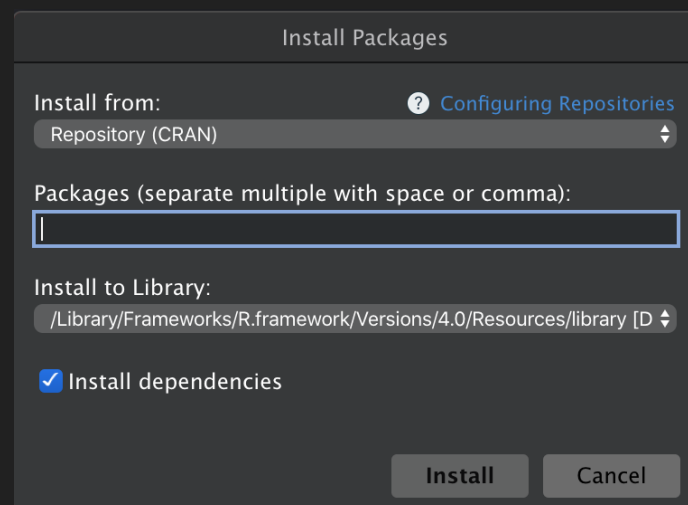 Install Packages
Install from:
? Configuring Repositories
Repository (CRAN)
Packages (separate multiple with space or comma):
Install to Library:
/Library/Frameworks/R.framework/Versions/4.0/Resources/library [D
Install dependencies
Install Cancel